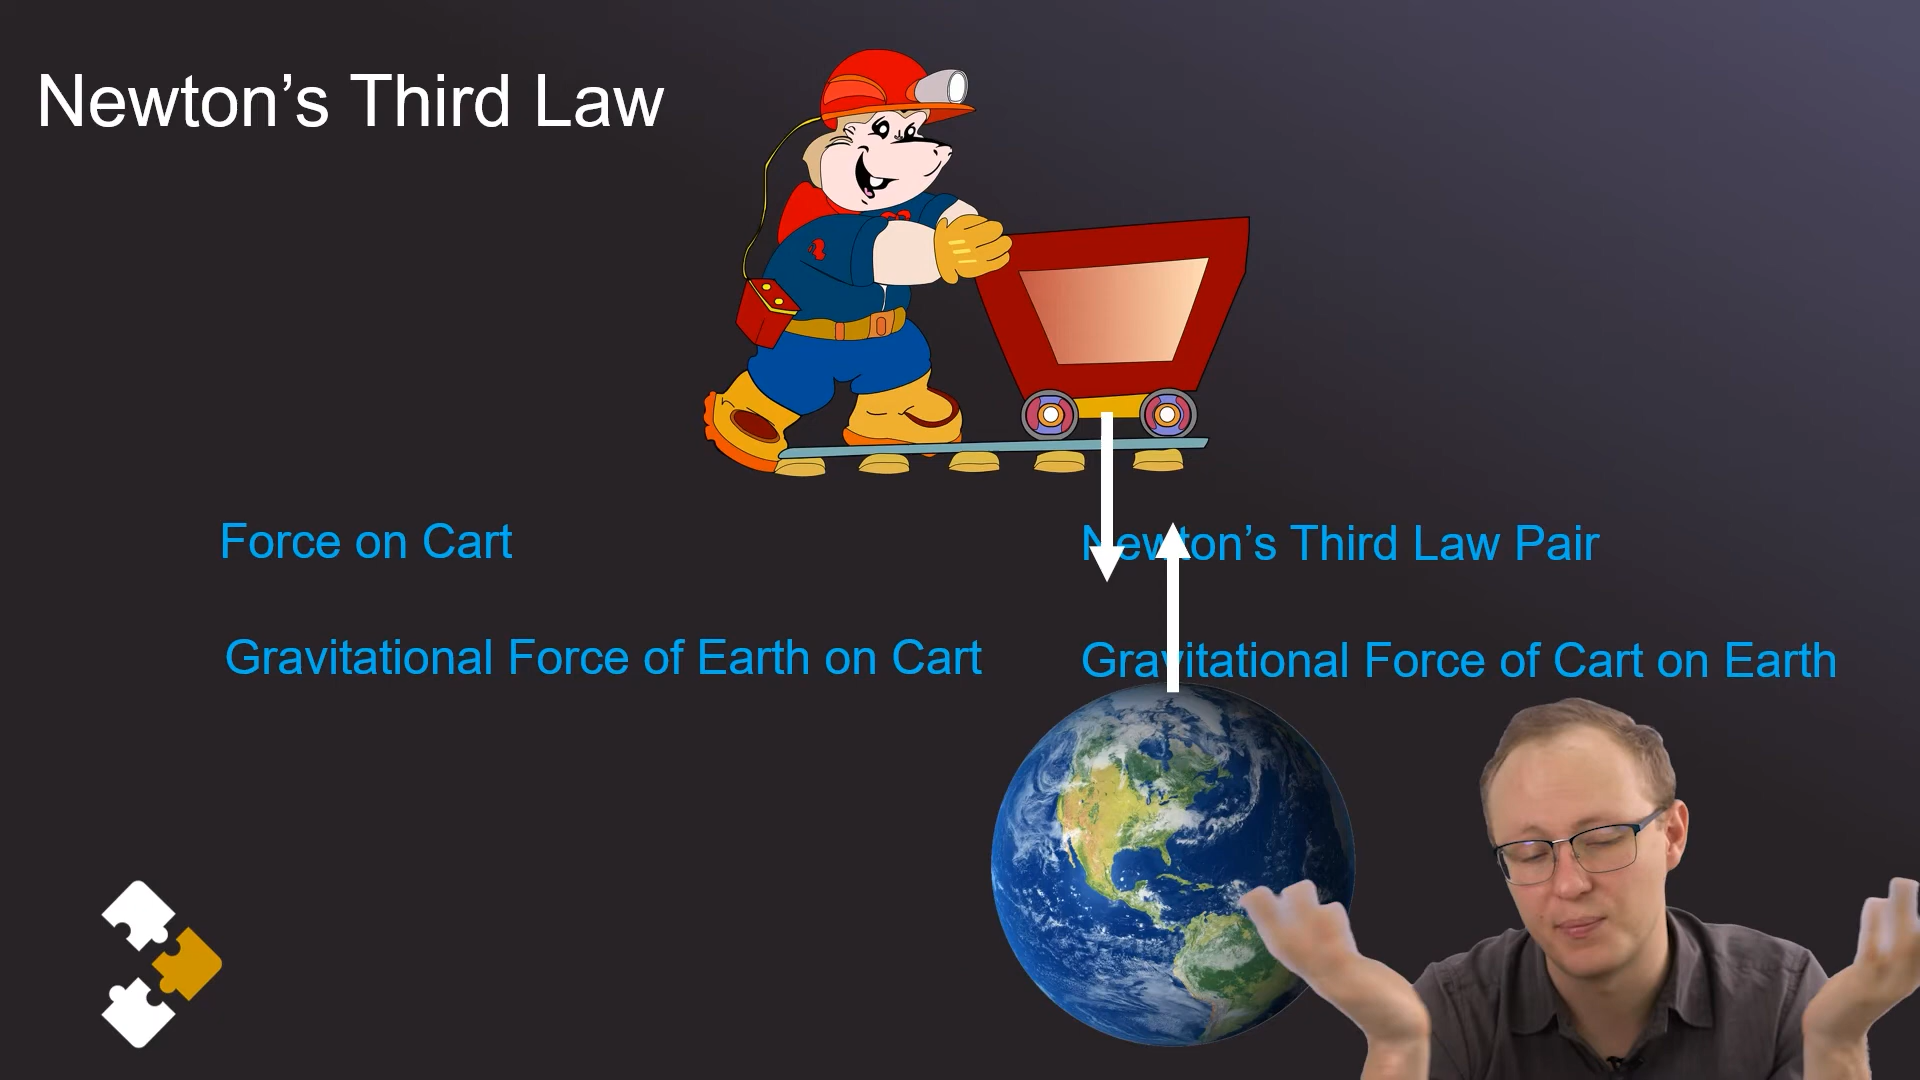 Newton’s Third Law
Force on Cart
Newton’s Third Law Pair
Gravitational Force of Earth on Cart
Gravitational Force of Cart on Earth